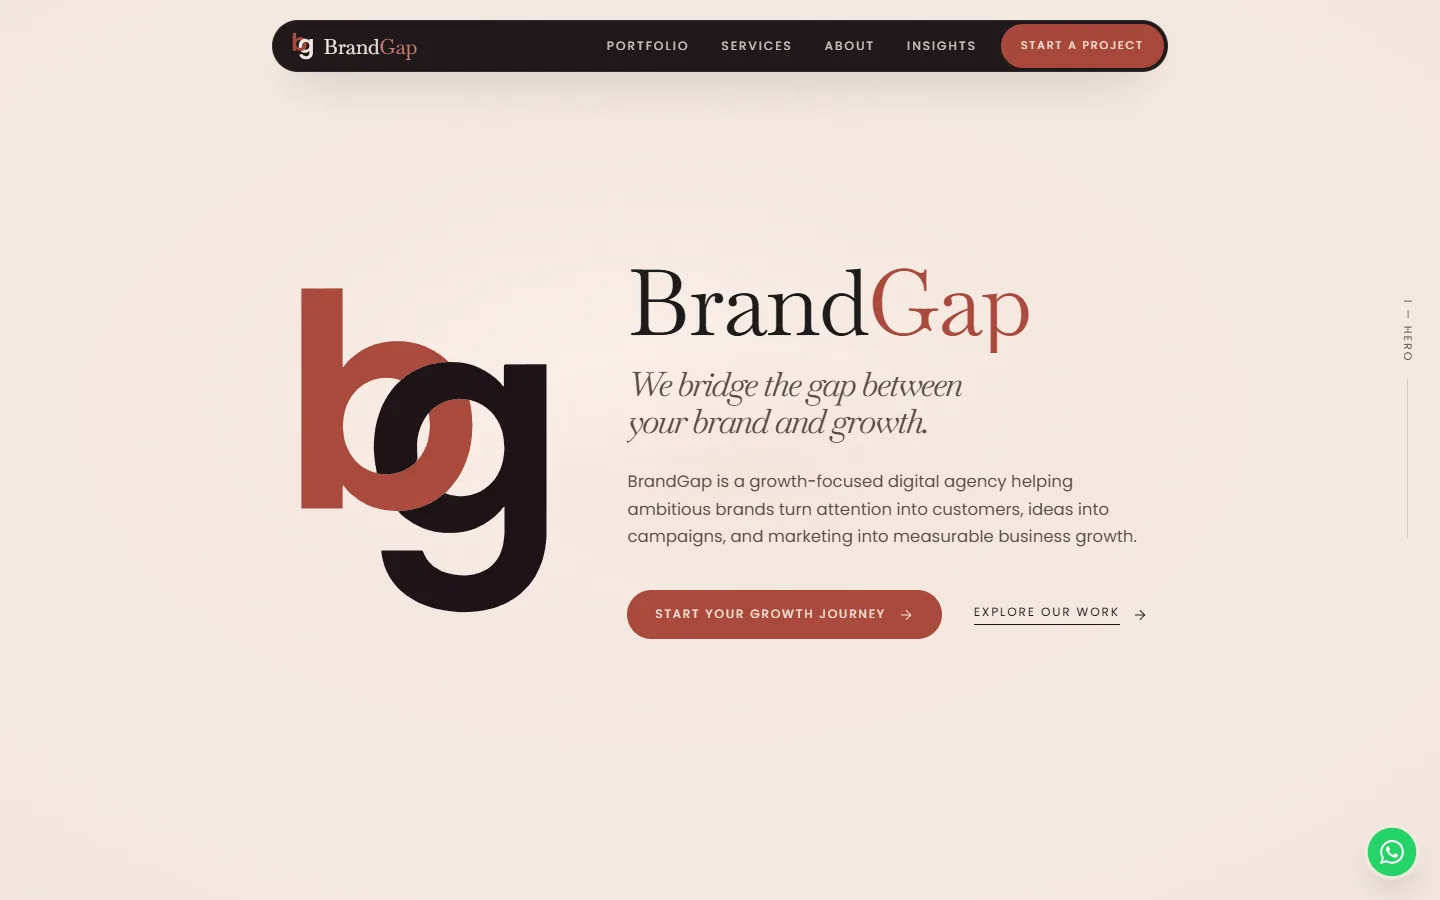 bg BrandGap
PORTFOLIO SERVICES ABOUT INSIGHTS START A PROJECT
bg
BrandGap
We bridge the gap between
your brand and growth.
BrandGap is a growth-focused digital agency helping
ambitious brands turn attention into customers, ideas into
campaigns, and marketing into measurable business growth.
START YOUR GROWTH JOURNEY →
EXPLORE OUR WORK →
I — HERO